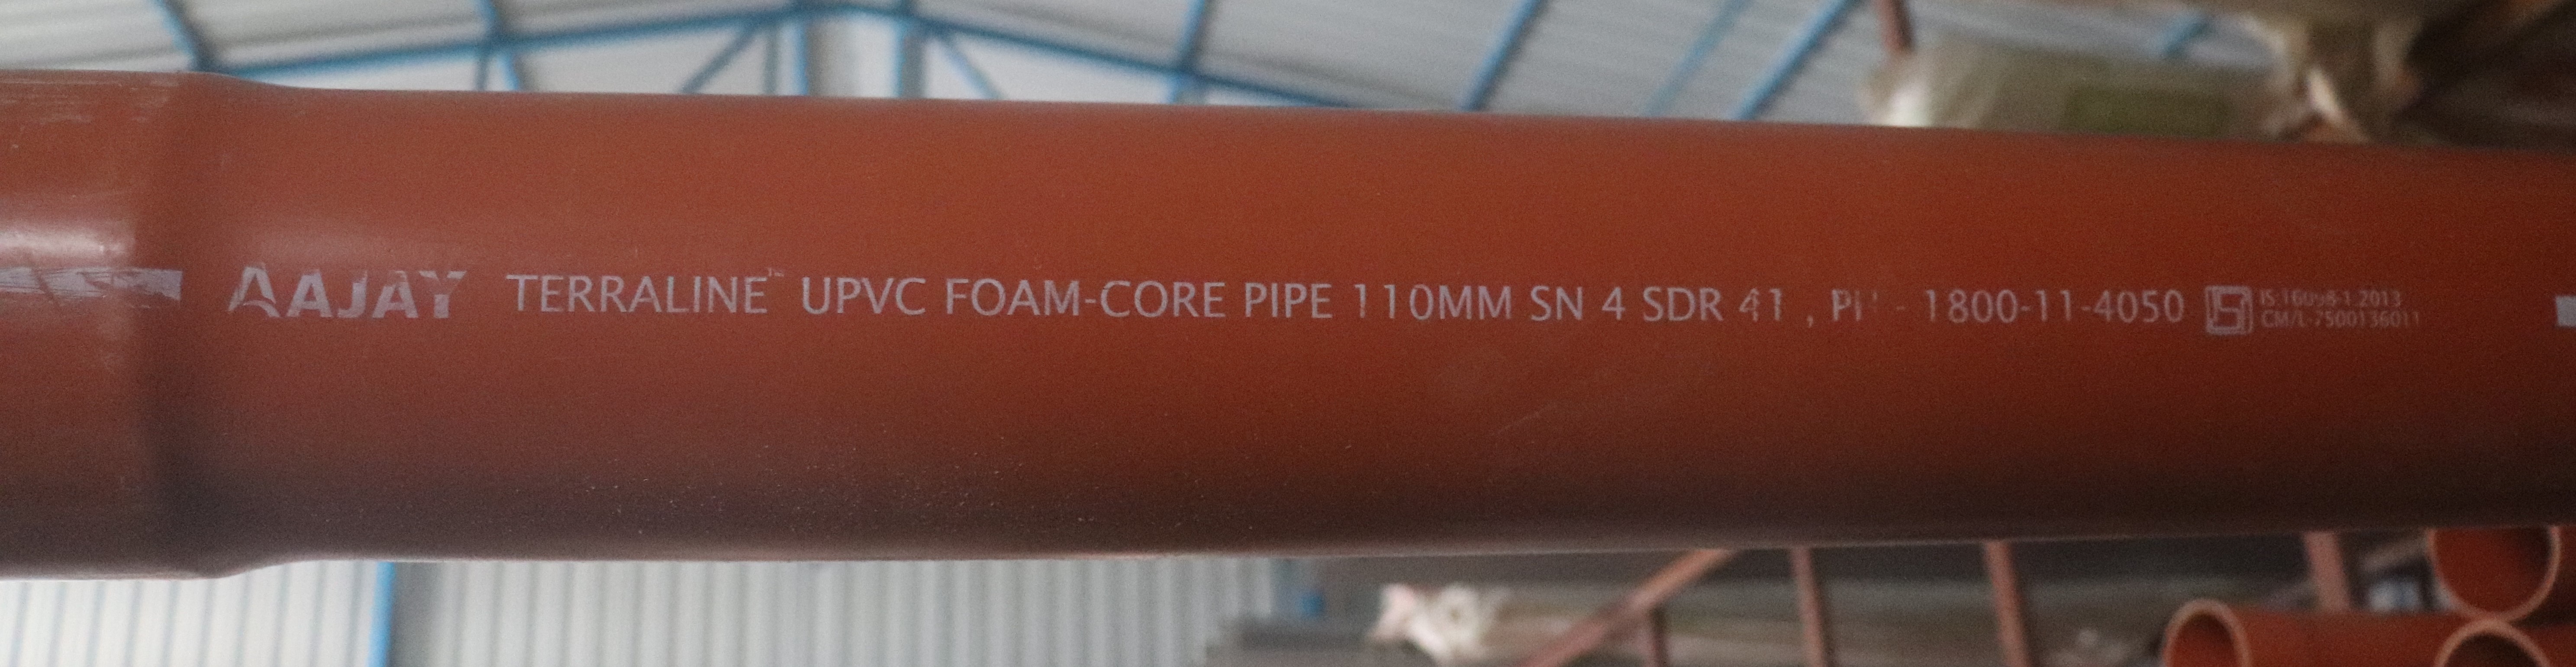 AAJAY TERRALINE™ UPVC FOAM-CORE PIPE 110MM SN 4 SDR 41 , PH - 1800-11-4050
IS:16098-1.2013
CM/L-7500136011